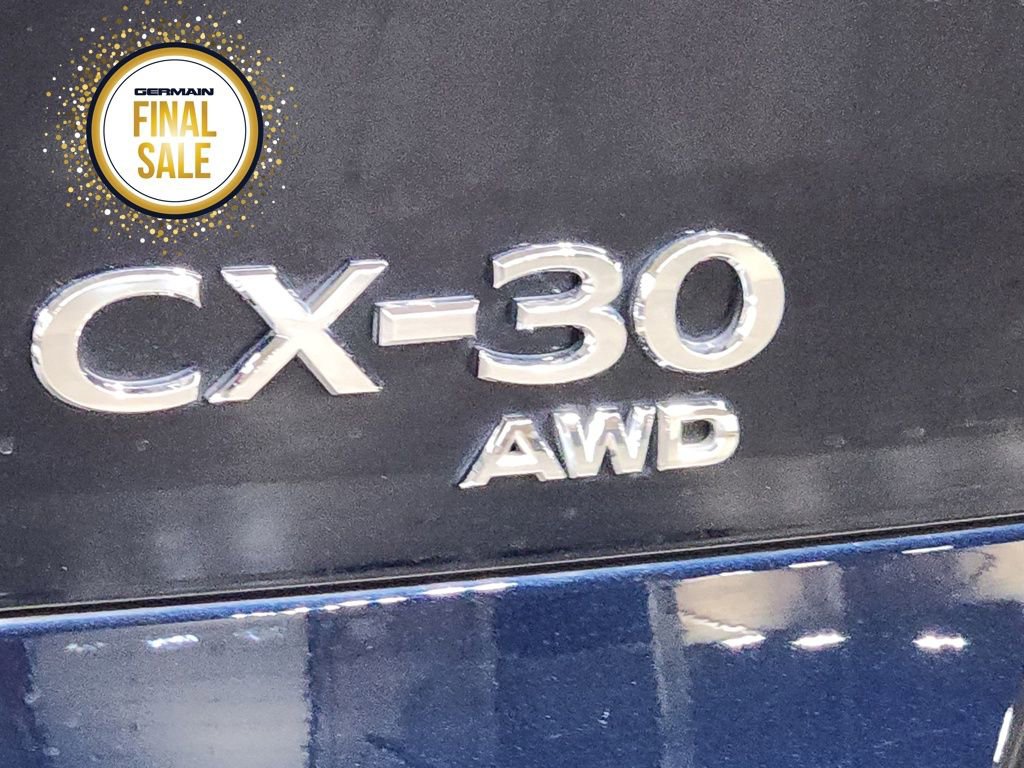 GERMAIN
FINAL
SALE
CX-30
AWD